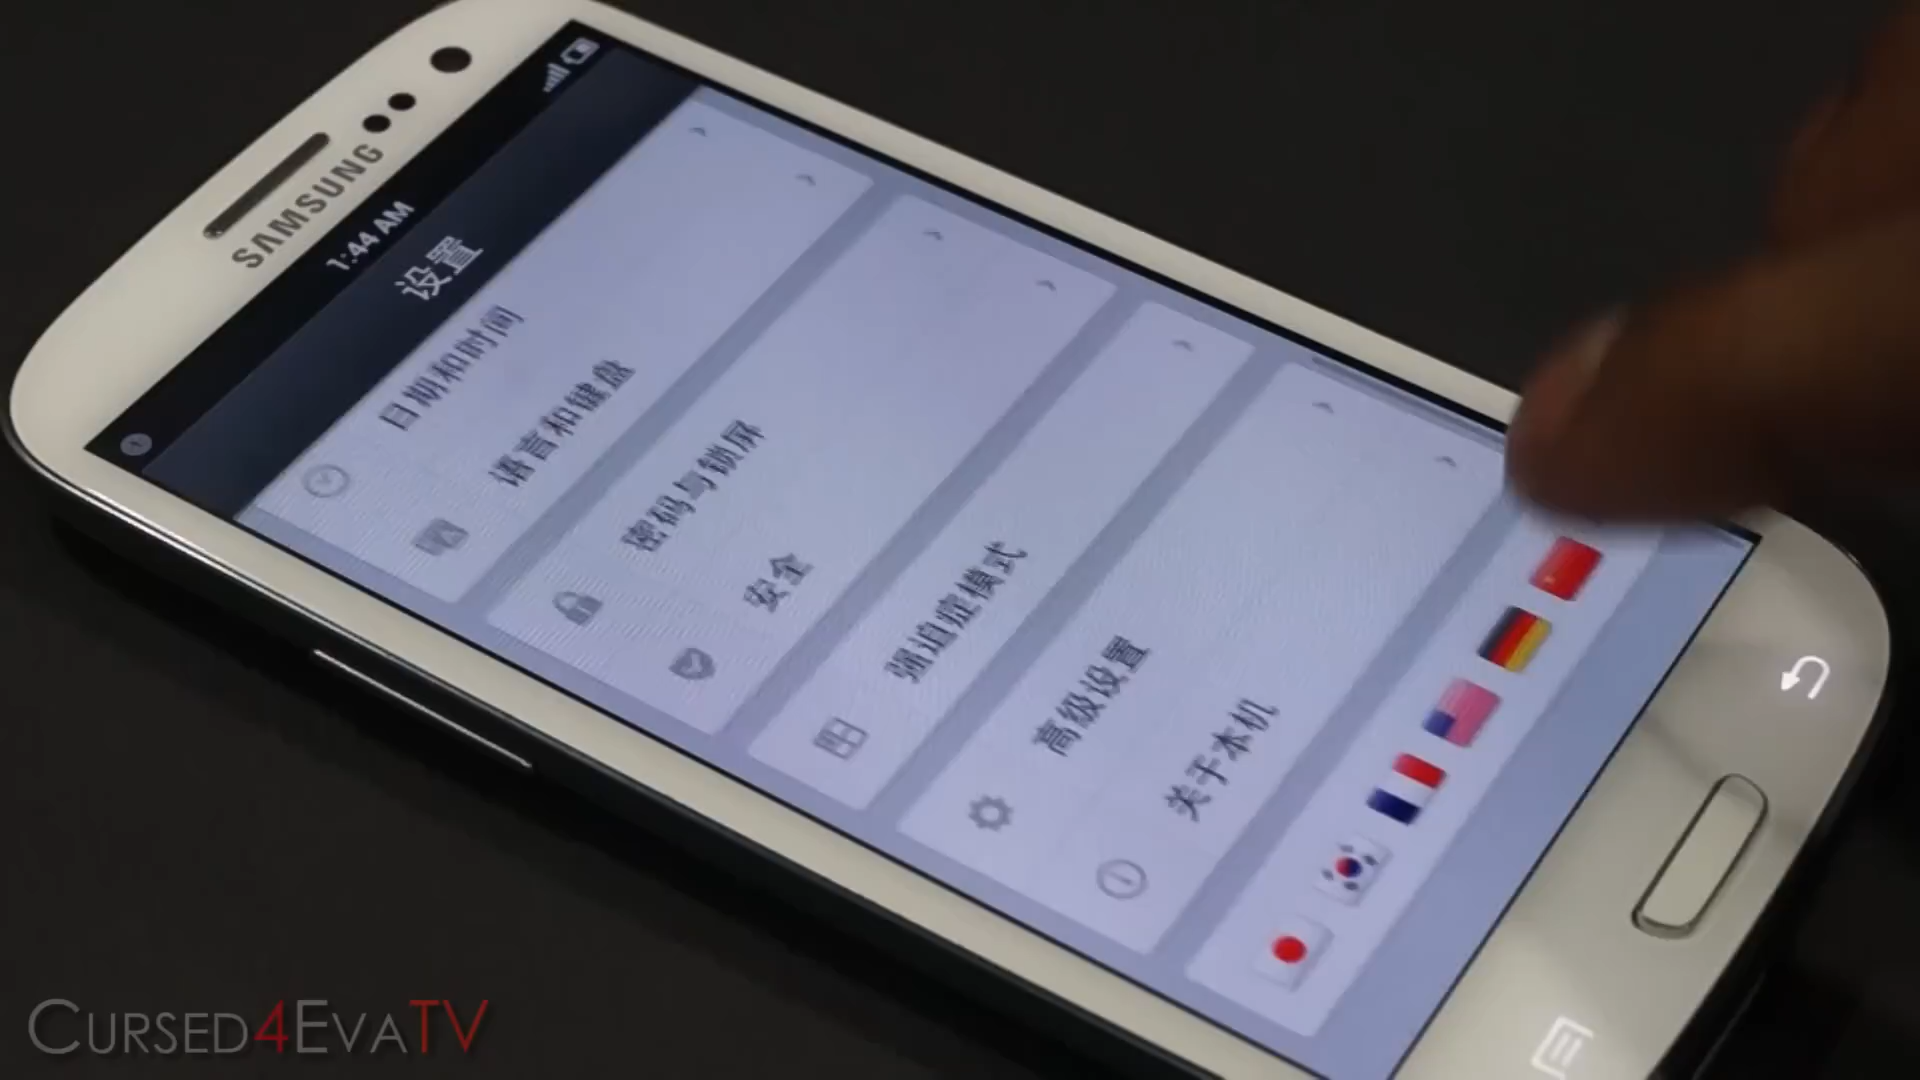 SAMSUNG
1:44 AM
设置
日期和时间
语言和键盘
密码与锁屏
安全
强迫症模式
高级设置
关于本机
CURSED4EVATV